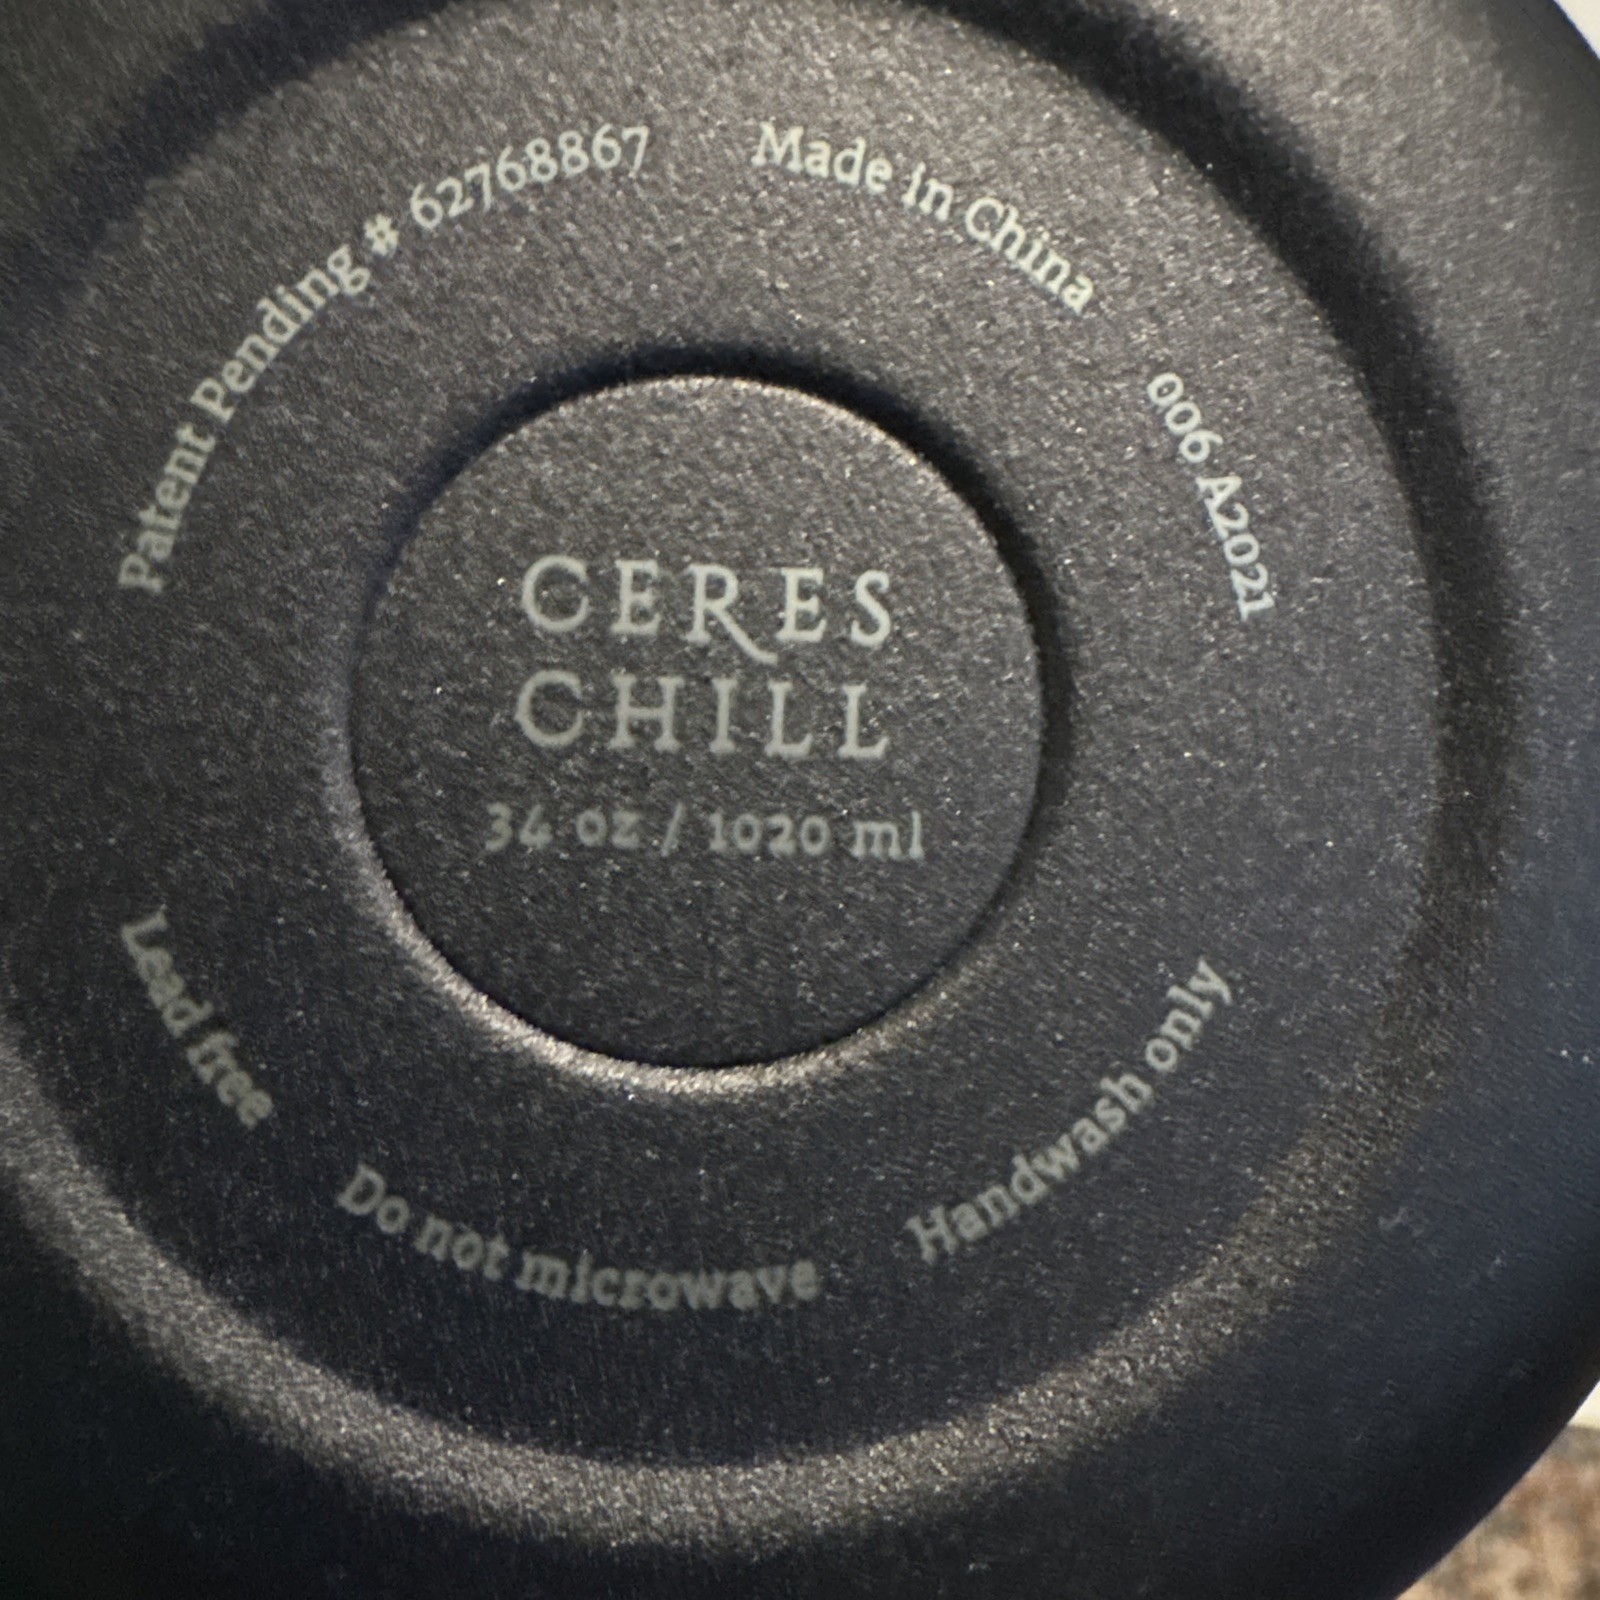 Patent Pending # 62768867
Made in China
006 A2021
CERES
CHILL
34 oz / 1020 ml
Lead free
Do not microwave
Handwash only